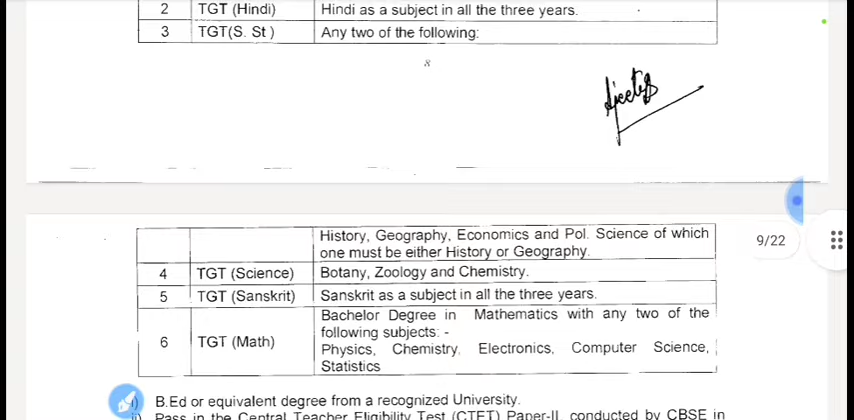 2 TGT (Hindi) Hindi as a subject in all the three years.
3 TGT(S. St ) Any two of the following:
8
History, Geography, Economics and Pol. Science of which
one must be either History or Geography.
9/22
4 TGT (Science) Botany, Zoology and Chemistry.
5 TGT (Sanskrit) Sanskrit as a subject in all the three years.
Bachelor Degree in Mathematics with any two of the
following subjects: -
6 TGT (Math)
Physics, Chemistry, Electronics, Computer Science,
Statistics
i) B.Ed or equivalent degree from a recognized University.
ii) Pass in the Central Teacher Eligibility Test (CTET) Paper-II, conducted by CBSE in